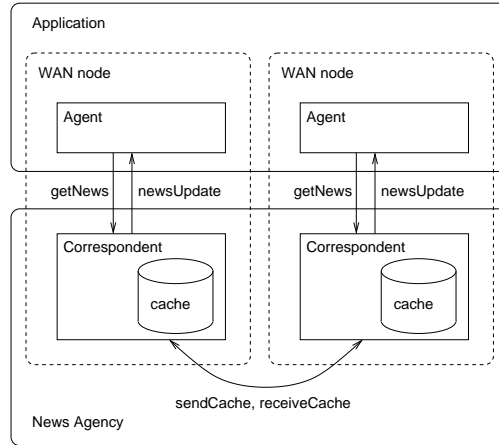 Application
WAN node
WAN node
Agent
Agent
getNews
newsUpdate
getNews
newsUpdate
Correspondent
Correspondent
cache
cache
sendCache, receiveCache
News Agency